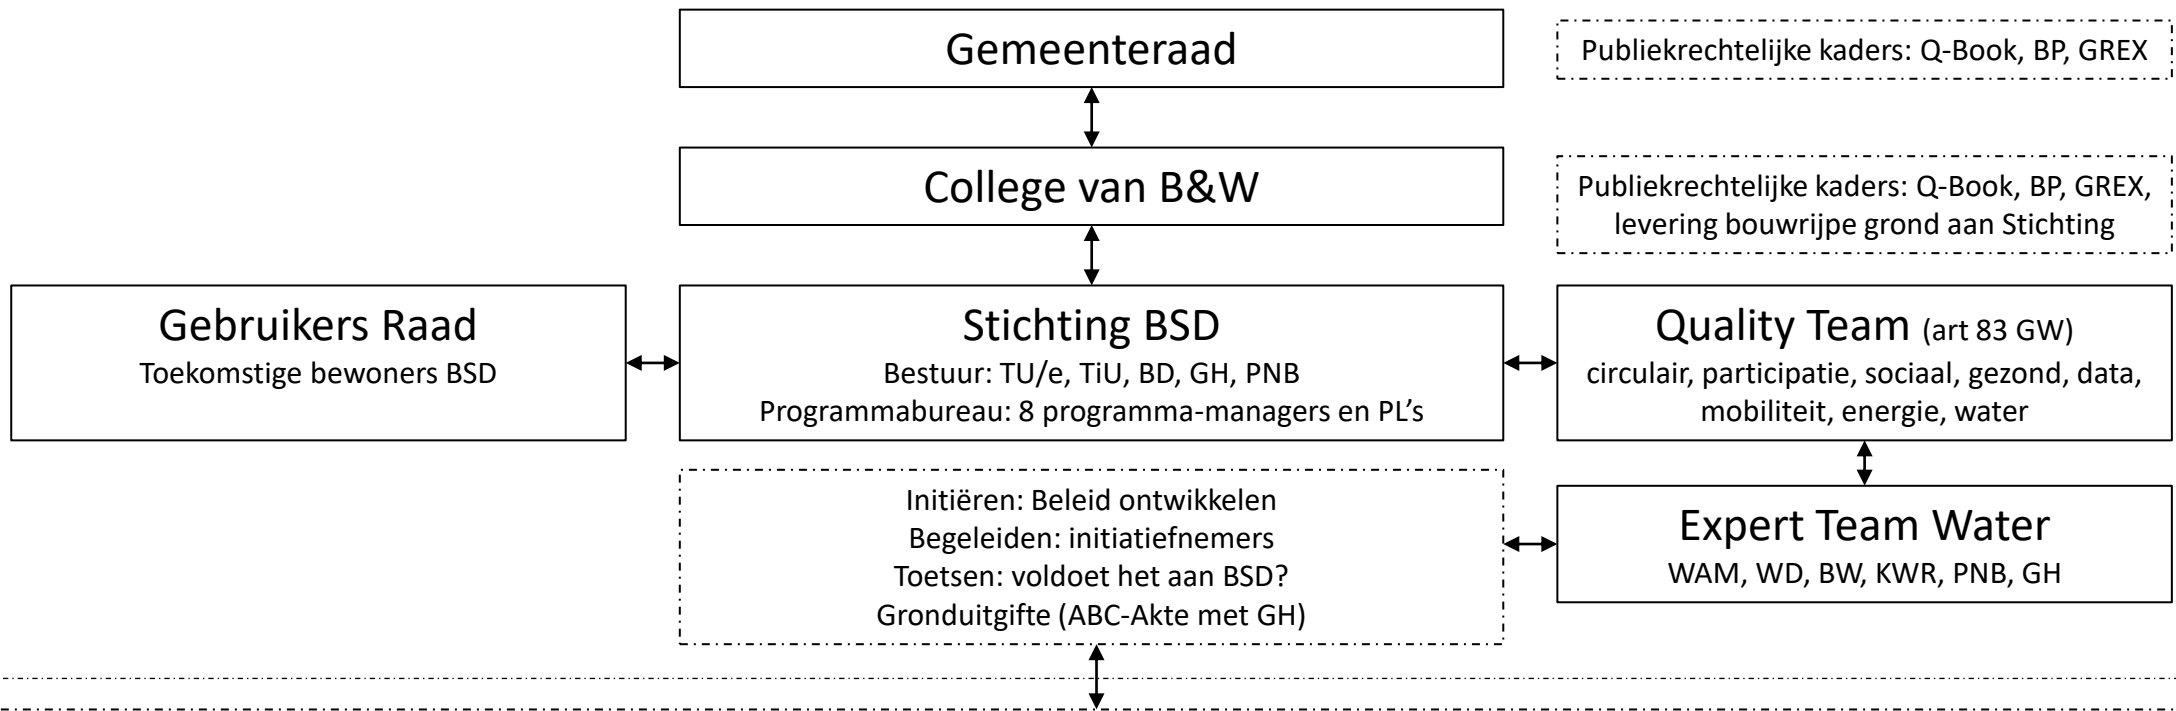 Gemeenteraad
Publiekrechtelijke kaders: Q-Book, BP, GREX
College van B&W
Publiekrechtelijke kaders: Q-Book, BP, GREX,
levering bouwrijpe grond aan Stichting
Gebruikers Raad
Toekomstige bewoners BSD
Stichting BSD
Bestuur: TU/e, TiU, BD, GH, PNB
Programmabureau: 8 programma-managers en PL’s
Quality Team (art 83 GW)
circulair, participatie, sociaal, gezond, data,
mobiliteit, energie, water
Initiëren: Beleid ontwikkelen
Begeleiden: initiatiefnemers
Toetsen: voldoet het aan BSD?
Gronduitgifte (ABC-Akte met GH)
Expert Team Water
WAM, WD, BW, KWR, PNB, GH